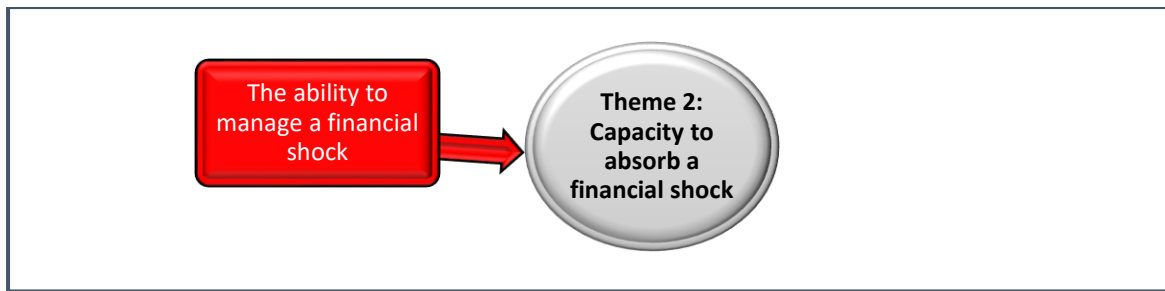 The ability to
manage a financial
shock
Theme 2:
Capacity to
absorb a
financial shock